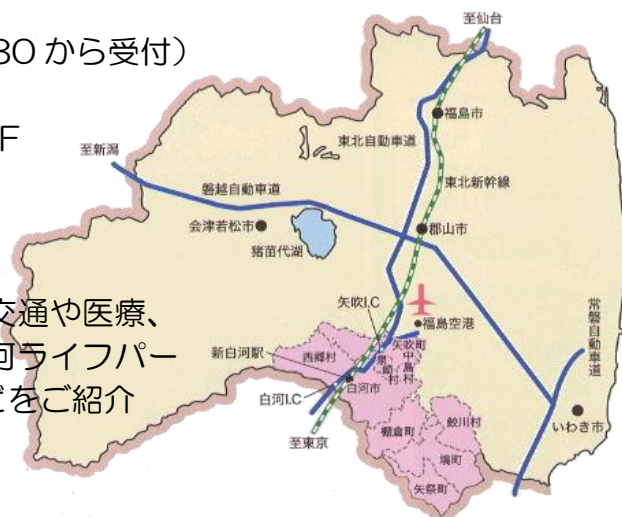 30から受付）
F
交通や医療、
河ライフパー
どをご紹介
至仙台
福島市
東北自動車道
至新潟
東北新幹線
磐越自動車道
会津若松市
郡山市
猪苗代湖
矢吹I.C
福島空港
常磐自動車道
新白河駅
西郷村
泉崎村
矢吹町
中島村
白河市
白河I.C
鮫川村
いわき市
棚倉町
至東京
塙町
矢祭町